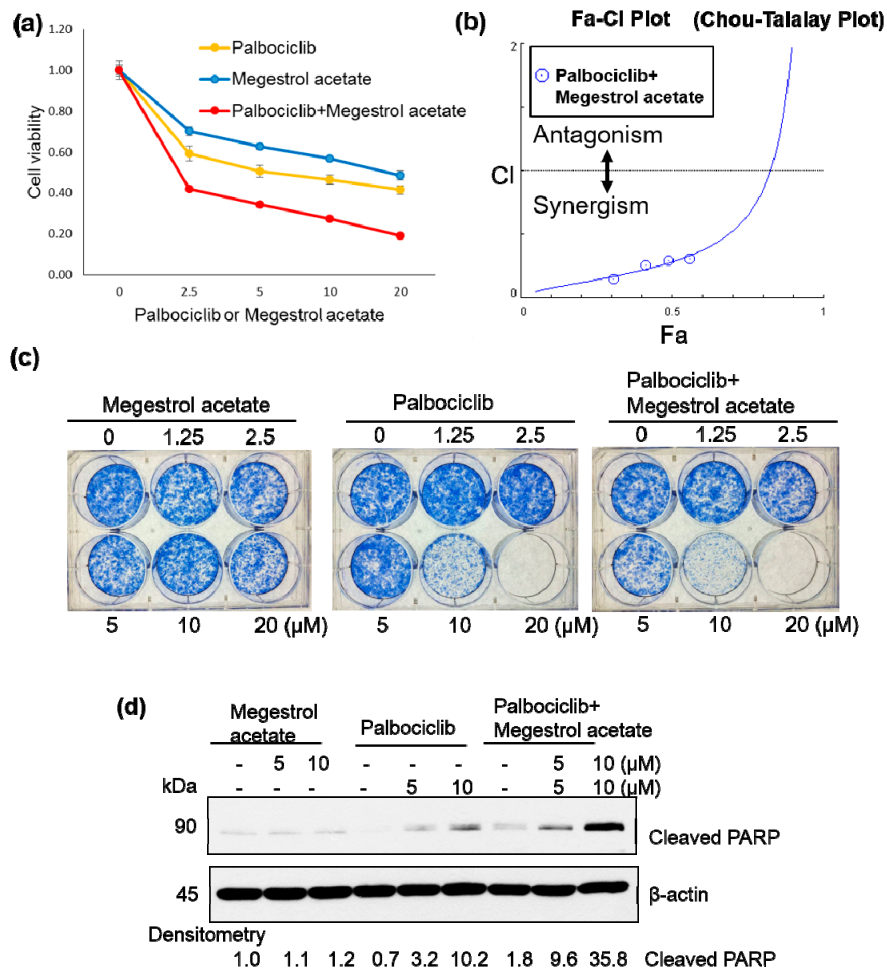 (a)
1.20
1.00
0.80
0.60
0.40
0.20
0.00
Cell viability
Palbociclib
Megestrol acetate
Palbociclib+Megestrol acetate
0 2.5 5 10 20
Palbociclib or Megestrol acetate
(b)
Fa-CI Plot (Chou-Talalay Plot)
2
Palbociclib+
Megestrol acetate
Antagonism
CI
Synergism
0
0 0.5 1
Fa
(c)
Megestrol acetate
0 1.25 2.5
5 10 20 (μM)
Palbociclib
0 1.25 2.5
5 10 20 (μM)
Palbociclib+
Megestrol acetate
0 1.25 2.5
5 10 20 (μM)
(d)
Megestrol
acetate
Palbociclib
Palbociclib+
Megestrol acetate
- 5 10 - - - - 5 10 (μM)
kDa - - - - 5 10 - 5 10 (μM)
90 Cleaved PARP
45 β-actin
Densitometry
1.0 1.1 1.2 0.7 3.2 10.2 1.8 9.6 35.8 Cleaved PARP